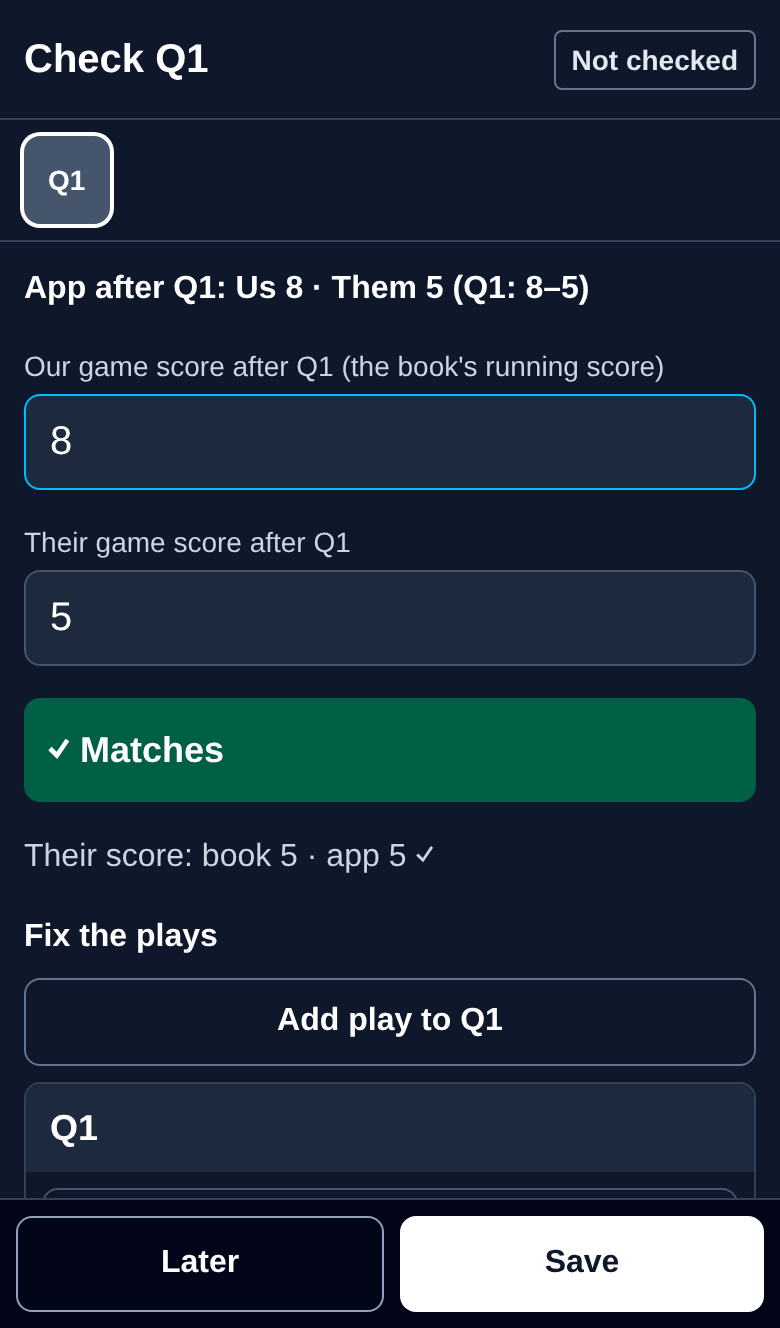 Check Q1
Not checked
Q1
App after Q1: Us 8 · Them 5 (Q1: 8–5)
Our game score after Q1 (the book's running score)
8
Their game score after Q1
5
✓ Matches
Their score: book 5 · app 5 ✓
Fix the plays
Add play to Q1
Q1
Later
Save